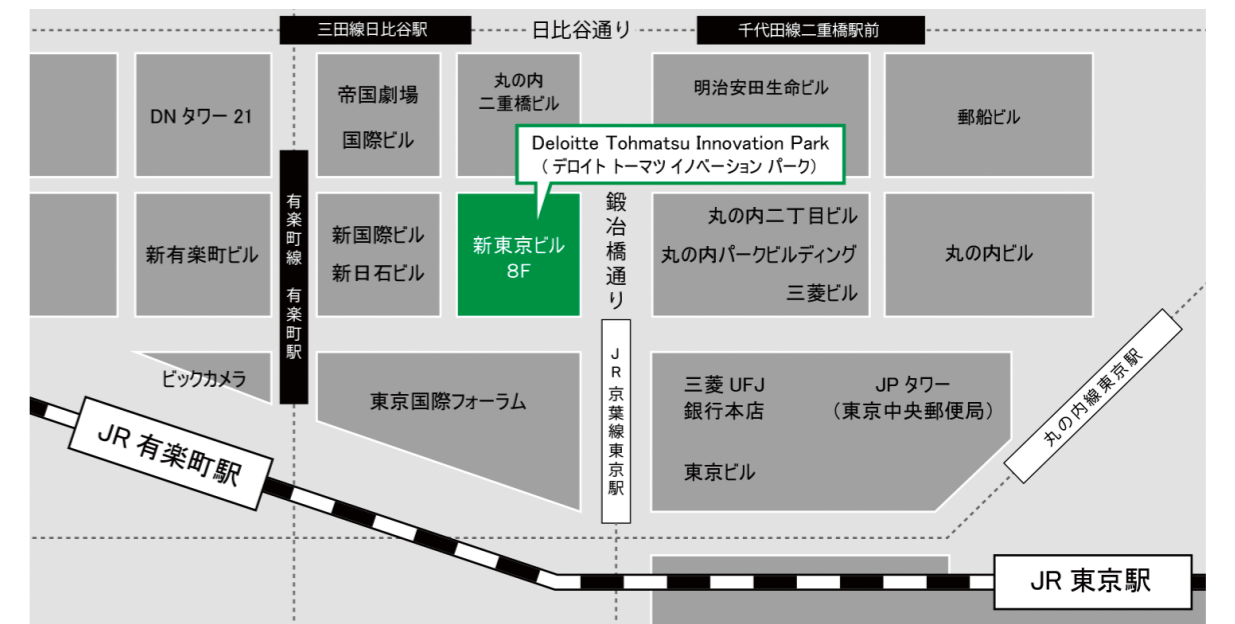 三田線日比谷駅
日比谷通り
千代田線二重橋駅前
DN タワー 21
帝国劇場
国際ビル
丸の内
二重橋ビル
明治安田生命ビル
郵船ビル
Deloitte Tohmatsu Innovation Park
（デロイト トーマツ イノベーション パーク）
有楽町線 有楽町駅
新有楽町ビル
新国際ビル
新日石ビル
新東京ビル
8F
鍛冶橋通り
丸の内二丁目ビル
丸の内パークビルディング
三菱ビル
丸の内ビル
ビックカメラ
東京国際フォーラム
JR京葉線東京駅
三菱 UFJ
銀行本店
東京ビル
JP タワー
（東京中央郵便局）
丸の内線東京駅
JR 有楽町駅
JR 東京駅